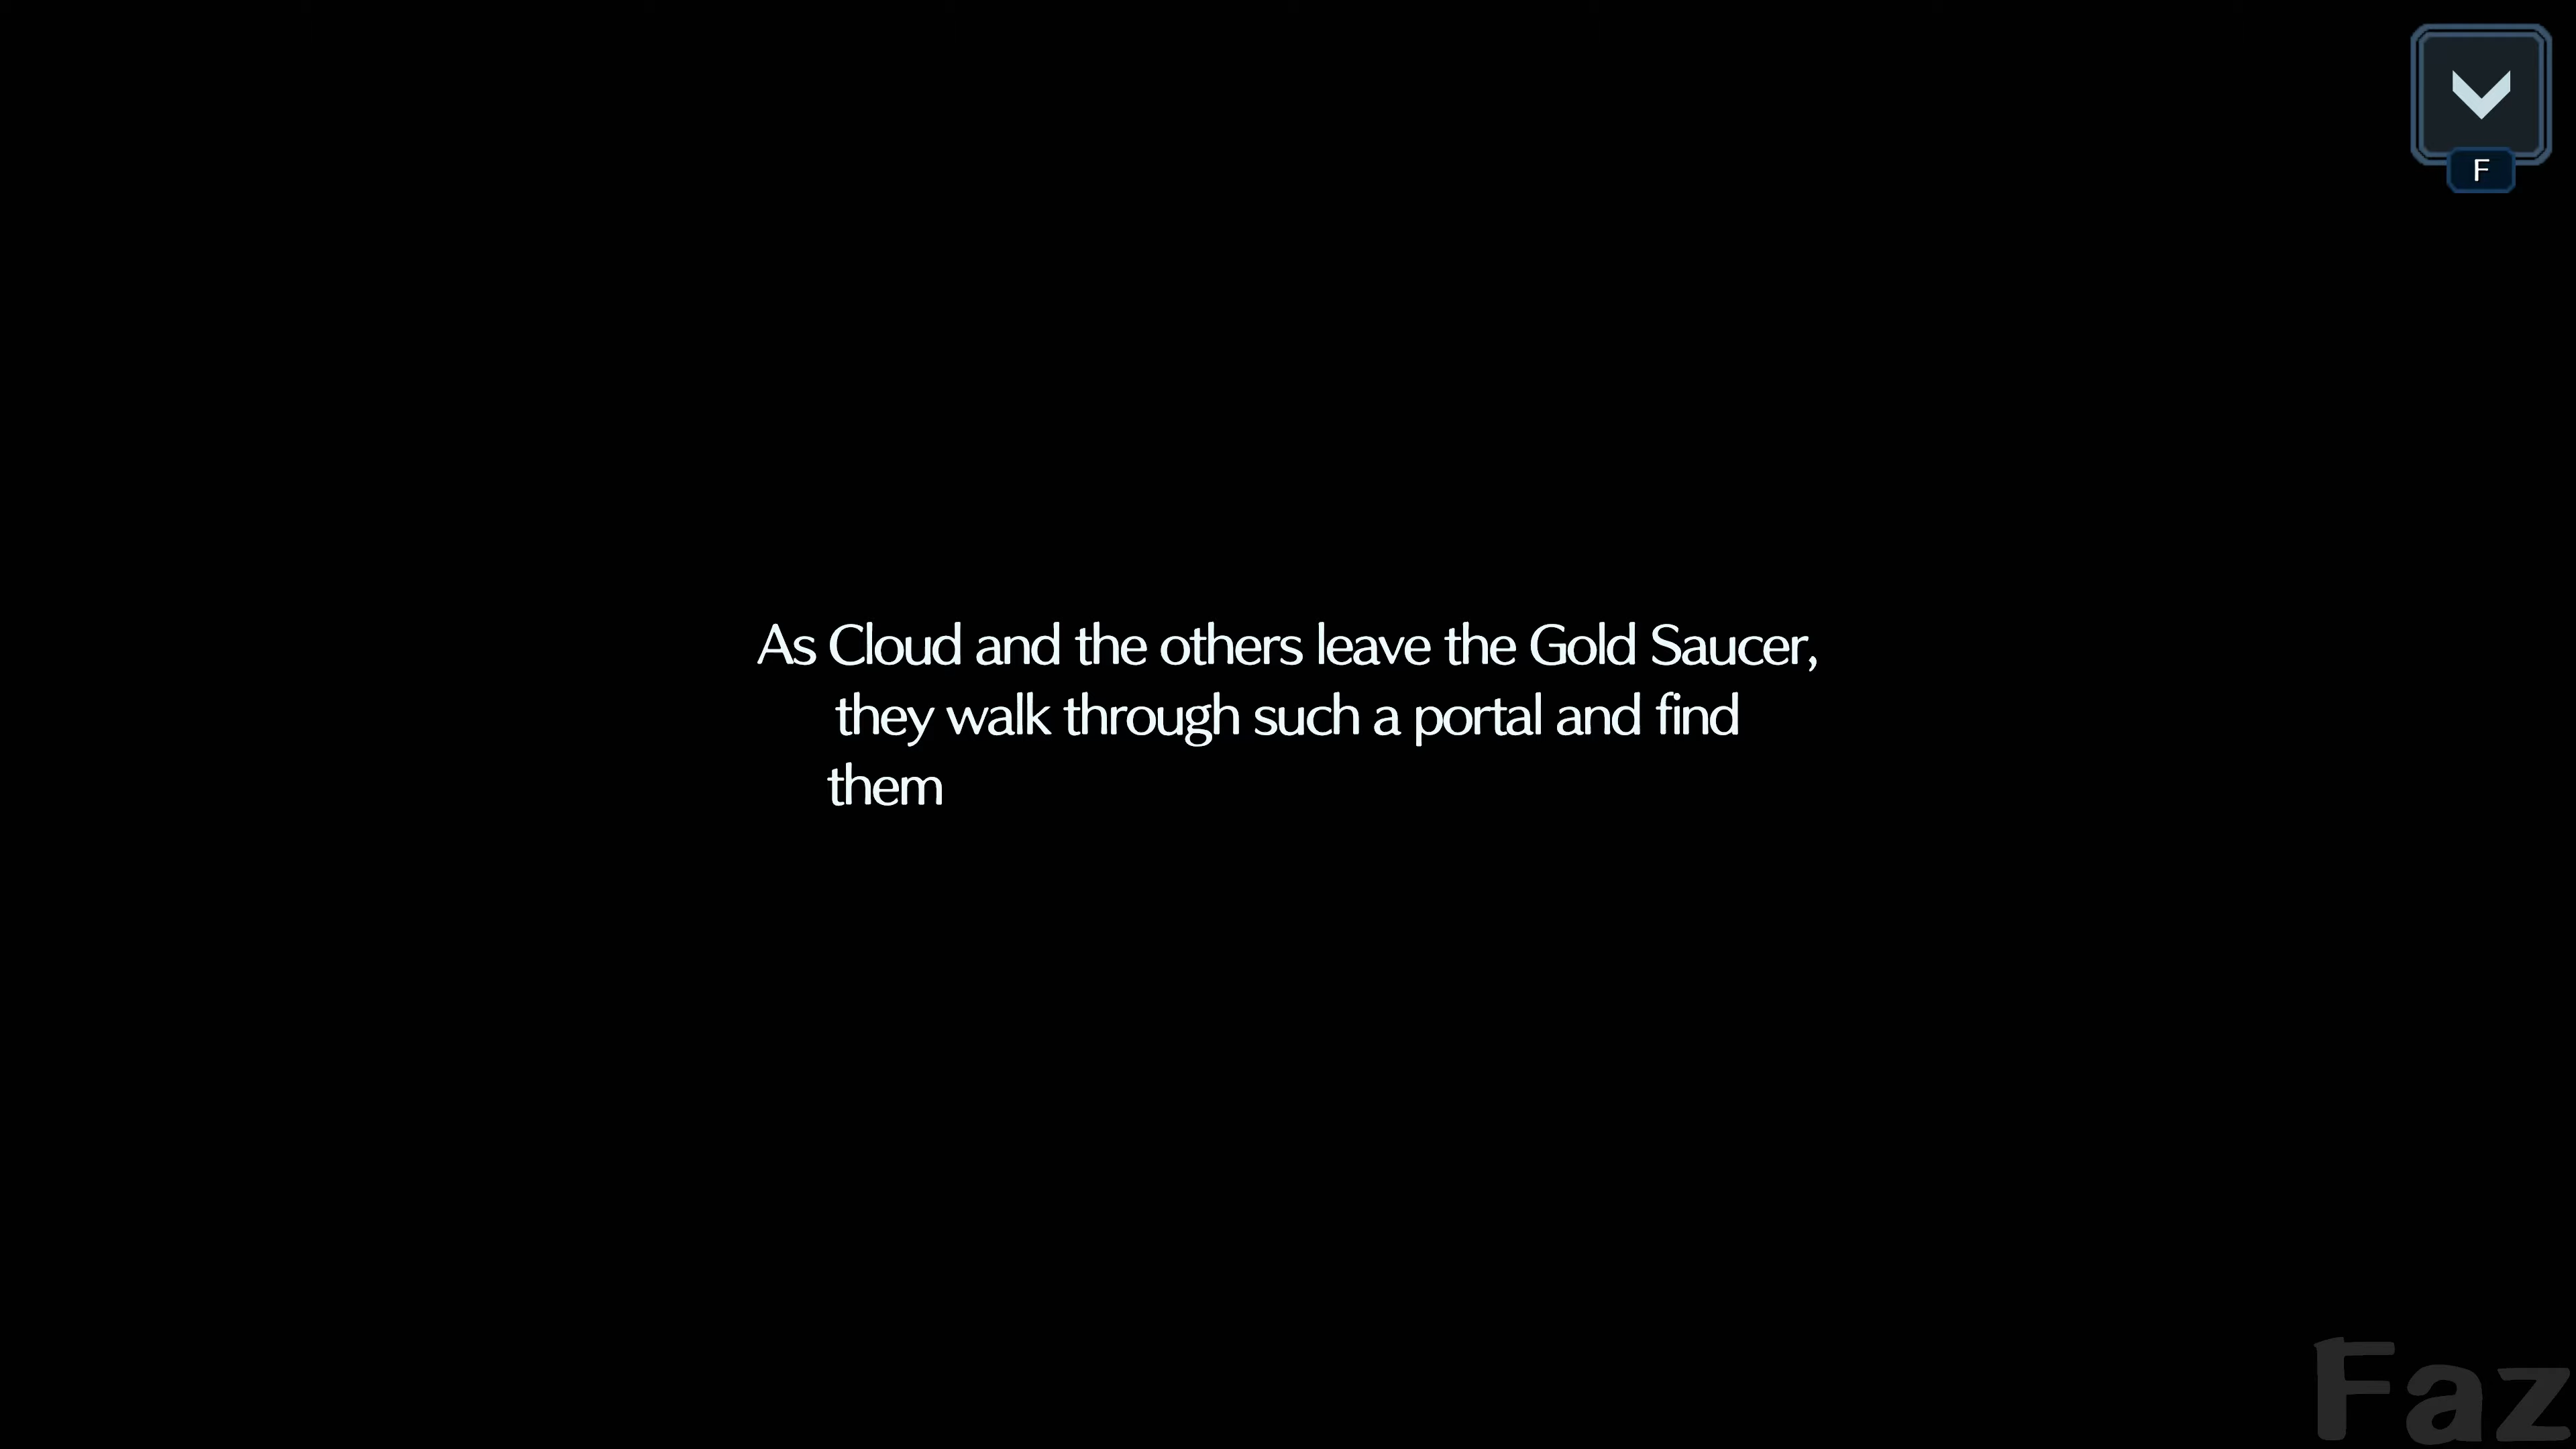 F
As Cloud and the others leave the Gold Saucer,
they walk through such a portal and find
them
Faz